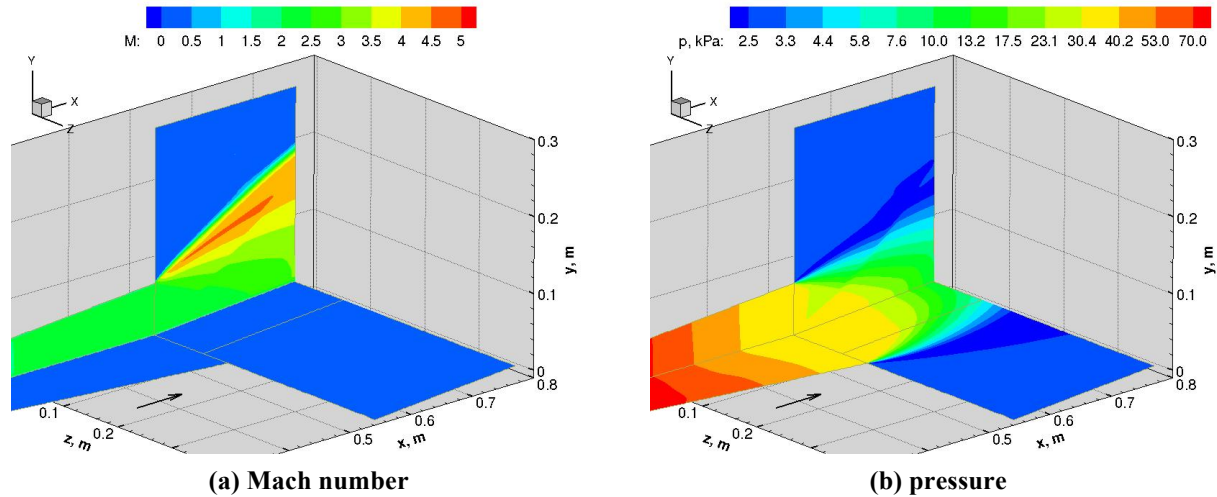 M: 0 0.5 1 1.5 2 2.5 3 3.5 4 4.5 5
Y
X
Z
0.3
0.2
y, m
0.1
0
0.8
0.7
0.6
x, m
0.5
0.1
0.2
z, m
(a) Mach number
p, kPa: 2.5 3.3 4.4 5.8 7.6 10.0 13.2 17.5 23.1 30.4 40.2 53.0 70.0
Y
X
Z
0.3
0.2
y, m
0.1
0
0.8
0.7
0.6
x, m
0.5
0.1
0.2
z, m
(b) pressure